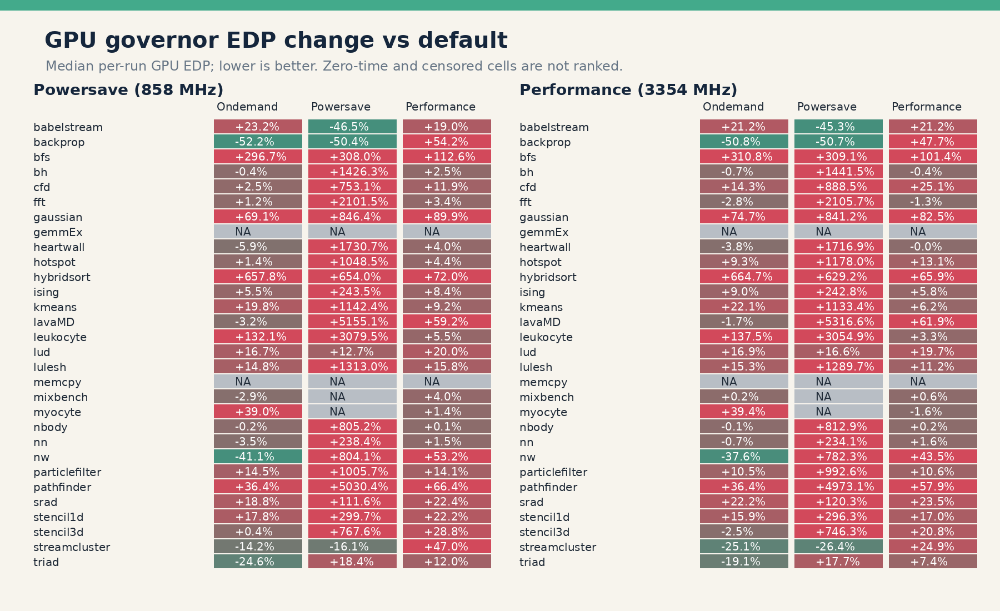 GPU governor EDP change vs default
Median per-run GPU EDP; lower is better. Zero-time and censored cells are not ranked.
Powersave (858 MHz)
Ondemand Powersave Performance
babelstream +23.2% -46.5% +19.0%
backprop -52.2% -50.4% +54.2%
bfs +296.7% +308.0% +112.6%
bh -0.4% +1426.3% +2.5%
cfd +2.5% +753.1% +11.9%
fft +1.2% +2101.5% +3.4%
gaussian +69.1% +846.4% +89.9%
gemmEx NA NA NA
heartwall -5.9% +1730.7% +4.0%
hotspot +1.4% +1048.5% +4.4%
hybridsort +657.8% +654.0% +72.0%
ising +5.5% +243.5% +8.4%
kmeans +19.8% +1142.4% +9.2%
lavaMD -3.2% +5155.1% +59.2%
leukocyte +132.1% +3079.5% +5.5%
lud +16.7% +12.7% +20.0%
lulesh +14.8% +1313.0% +15.8%
memcpy NA NA NA
mixbench -2.9% NA +4.0%
myocyte +39.0% NA +1.4%
nbody -0.2% +805.2% +0.1%
nn -3.5% +238.4% +1.5%
nw -41.1% +804.1% +53.2%
particlefilter +14.5% +1005.7% +14.1%
pathfinder +36.4% +5030.4% +66.4%
srad +18.8% +111.6% +22.4%
stencil1d +17.8% +299.7% +22.2%
stencil3d +0.4% +767.6% +28.8%
streamcluster -14.2% -16.1% +47.0%
triad -24.6% +18.4% +12.0%
Performance (3354 MHz)
Ondemand Powersave Performance
babelstream +21.2% -45.3% +21.2%
backprop -50.8% -50.7% +47.7%
bfs +310.8% +309.1% +101.4%
bh -0.7% +1441.5% -0.4%
cfd +14.3% +888.5% +25.1%
fft -2.8% +2105.7% -1.3%
gaussian +74.7% +841.2% +82.5%
gemmEx NA NA NA
heartwall -3.8% +1716.9% -0.0%
hotspot +9.3% +1178.0% +13.1%
hybridsort +664.7% +629.2% +65.9%
ising +9.0% +242.8% +5.8%
kmeans +22.1% +1133.4% +6.2%
lavaMD -1.7% +5316.6% +61.9%
leukocyte +137.5% +3054.9% +3.3%
lud +16.9% +16.6% +19.7%
lulesh +15.3% +1289.7% +11.2%
memcpy NA NA NA
mixbench +0.2% NA +0.6%
myocyte +39.4% NA -1.6%
nbody -0.1% +812.9% +0.2%
nn -0.7% +234.1% +1.6%
nw -37.6% +782.3% +43.5%
particlefilter +10.5% +992.6% +10.6%
pathfinder +36.4% +4973.1% +57.9%
srad +22.2% +120.3% +23.5%
stencil1d +15.9% +296.3% +17.0%
stencil3d -2.5% +746.3% +20.8%
streamcluster -25.1% -26.4% +24.9%
triad -19.1% +17.7% +7.4%